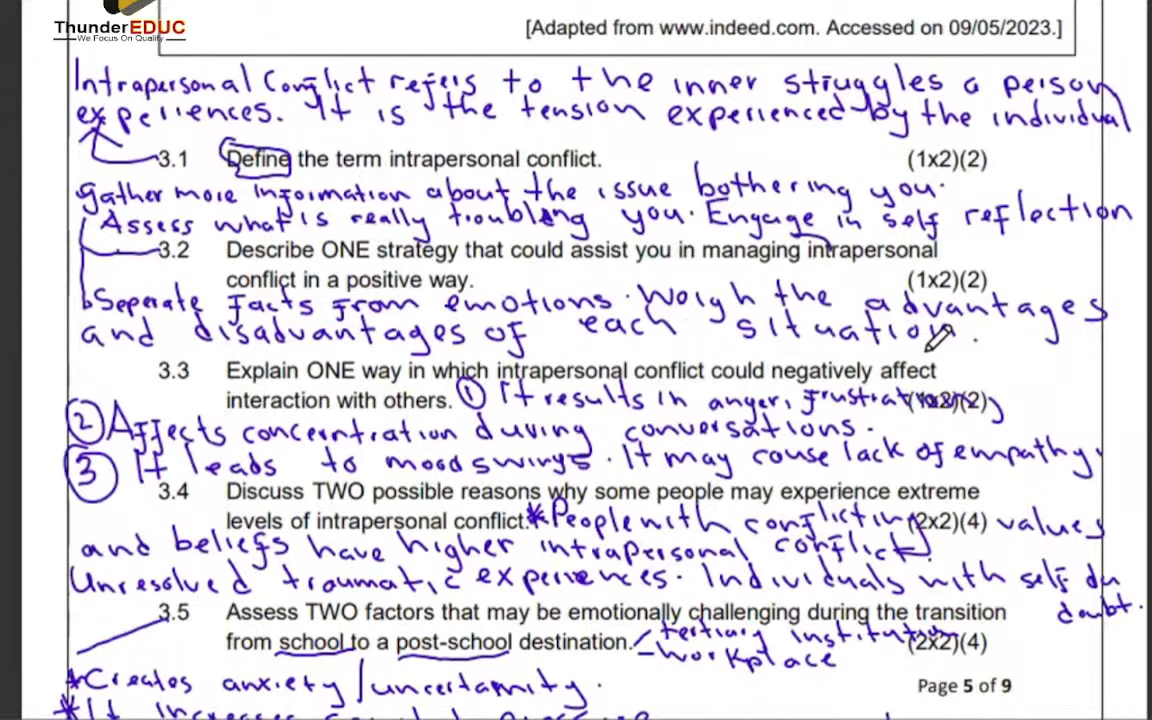 ThunderEDUC
We Focus On Quality
[Adapted from www.indeed.com. Accessed on 09/05/2023.]
Intrapersonal Conflict refers to the inner struggles a person
experiences. It is the tension experienced by the individual
3.1 Define the term intrapersonal conflict. (1x2)(2)
Gather more information about the issue bothering you.
Assess what is really troubling you. Engage in self reflection
3.2 Describe ONE strategy that could assist you in managing intrapersonal
conflict in a positive way. (1x2)(2)
Seperate facts from emotions. Weigh the advantages
and disadvantages of each situation.
3.3 Explain ONE way in which intrapersonal conflict could negatively affect
interaction with others. ① It results in anger, frustration, (1x2)(2)
② Affects concerntration during conversations.
③ It leads to mood swings. It may cause lack of empathy.
3.4 Discuss TWO possible reasons why some people may experience extreme
levels of intrapersonal conflict. *People with conflicting (2x2)(4) values
and beliefs have higher intrapersonal conflict.
Unresolved traumatic experiences. Individuals with self du
doubt.
3.5 Assess TWO factors that may be emotionally challenging during the transition
from school to a post-school destination. - tertiary institution (2x2)(4)
- workplace
*Creates anxiety/uncertainity.
Page 5 of 9
*It increases